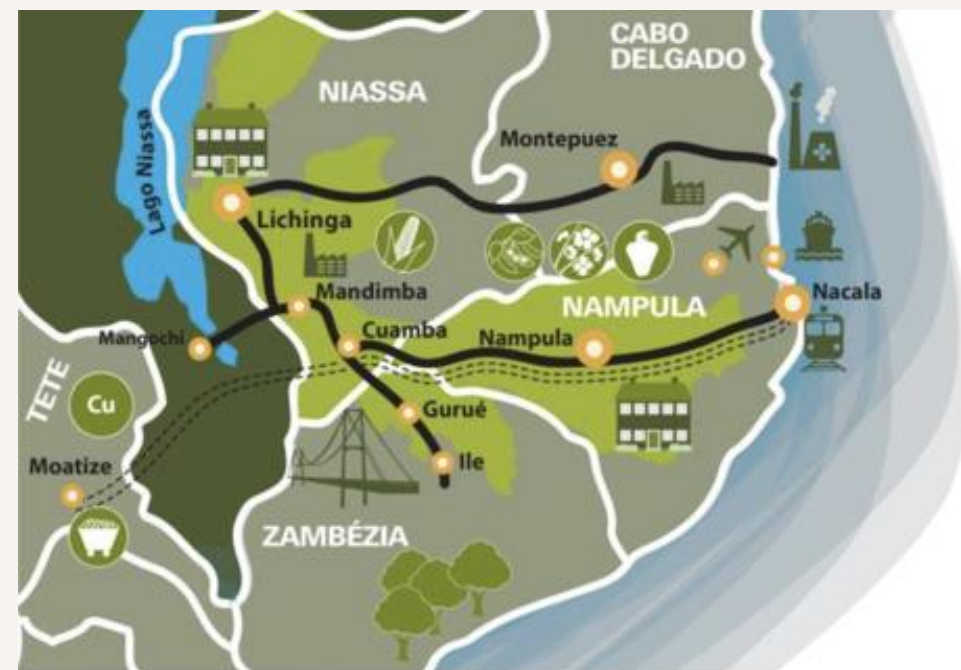 CABO
DELGADO
NIASSA
Lago Niassa
Montepuez
Lichinga
Mandimba
NAMPULA
Nacala
Mangochi
Cuamba
Nampula
TETE
Cu
Gurué
Moatize
Ile
ZAMBÉZIA